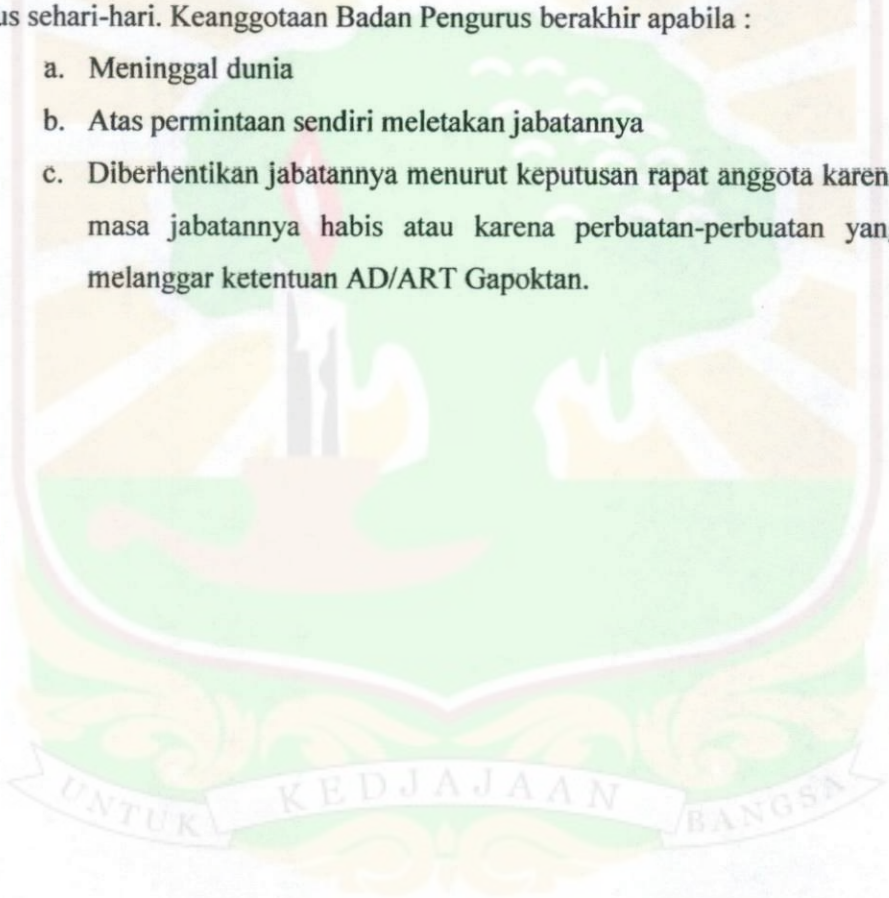 us sehari-hari. Keanggotaan Badan Pengurus berakhir apabila :
a. Meninggal dunia
b. Atas permintaan sendiri meletakan jabatannya
c. Diberhentikan jabatannya menurut keputusan rapat anggota karen
masa jabatannya habis atau karena perbuatan-perbuatan yan
melanggar ketentuan AD/ART Gapoktan.
UNTUK KEDJAJAAN BANGSA